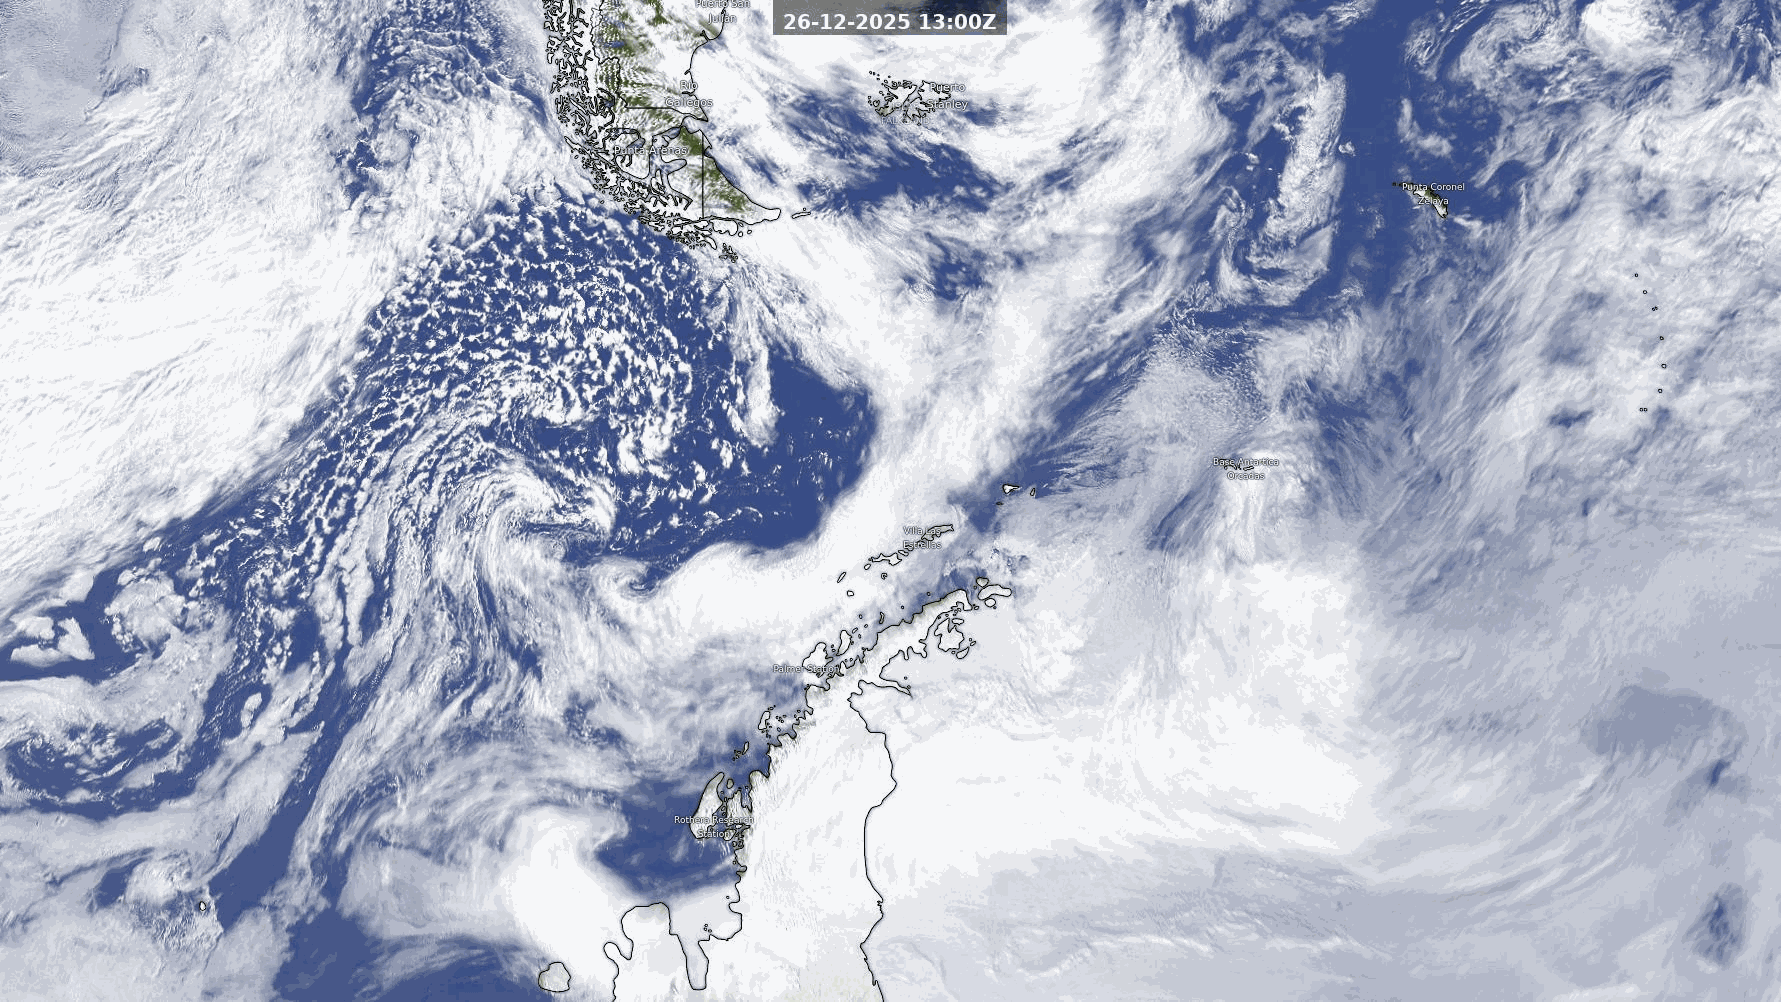 Puerto San
Julián
26-12-2025 13:00Z
Río
Gallegos
Puerto
Stanley
Punta Arenas
Punta Coronel
Zelaya
Base Antartica
Orcadas
Villa Las
Estrellas
Palmer Station
Rothera Research
Station